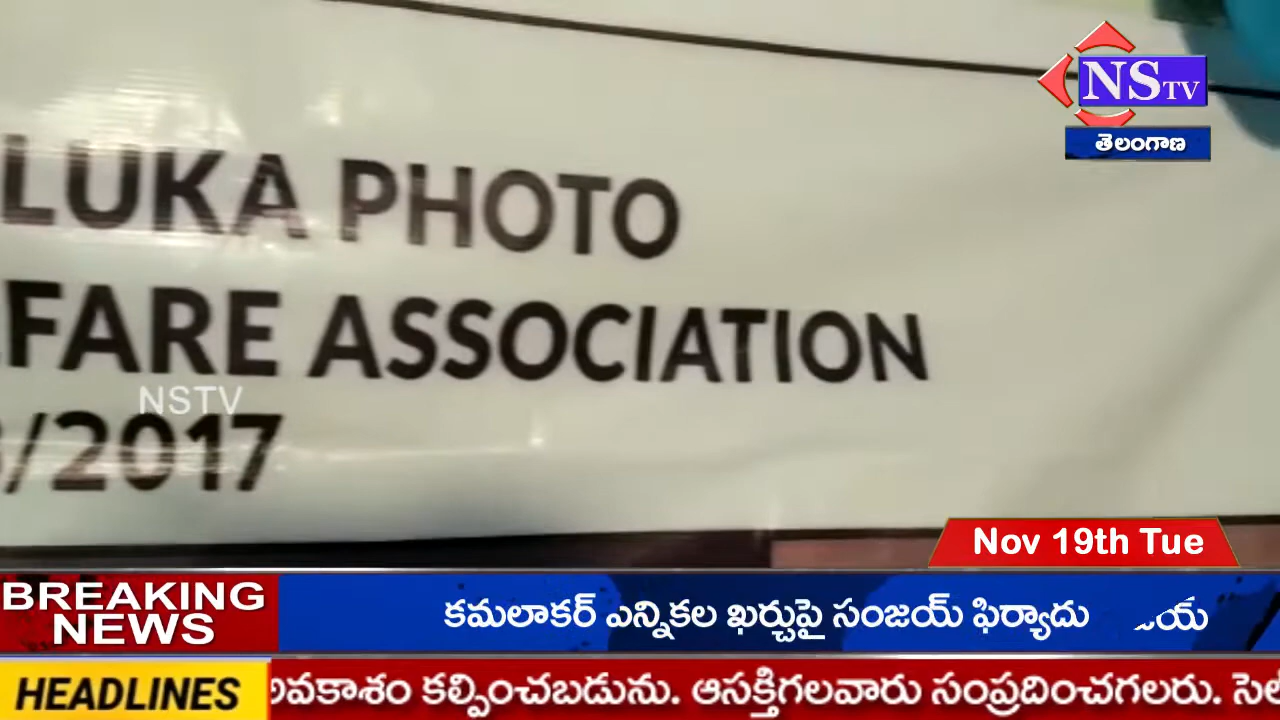 NSTV
తెలంగాణ
LUKA PHOTO
FARE ASSOCIATION
NSTV
/2017
Nov 19th Tue
BREAKING
NEWS
కమలాకర్ ఎన్నికల ఖర్చుపై సంజయ్ ఫిర్యాదు
HEADLINES
అవకాశం కల్పించబడును. ఆసక్తిగలవారు సంప్రదించగలరు. సెల్